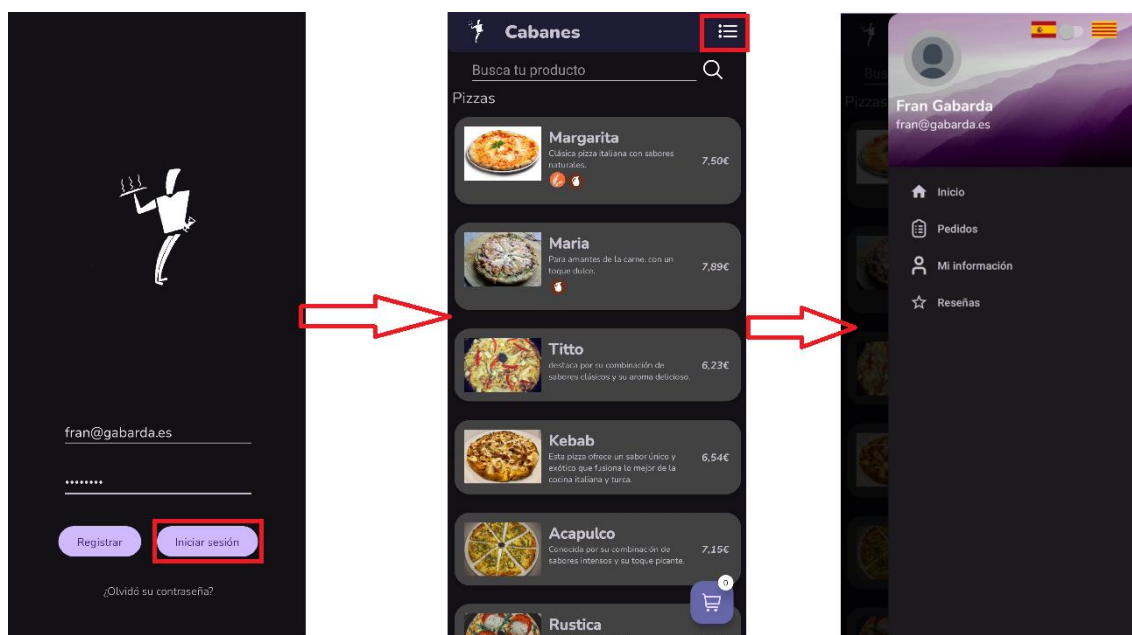 fran@gabarda.es
••••••••
Registrar
Iniciar sesión
¿Olvidó su contraseña?
Cabanes
Busca tu producto
Pizzas
Margarita
Clásica pizza italiana con sabores
naturales.
7,50€
Maria
Para amantes de la carne. con un
toque dulce.
7,89€
Titto
destaca por su combinación de
sabores clásicos y su aroma delicioso.
6,23€
Kebab
Esta pizza ofrece un sabor único y
exótico que fusiona lo mejor de la
cocina italiana y turca.
6,54€
Acapulco
Conocida por su combinación de
sabores intensos y su toque picante.
7,15€
0
Rustica
Bus
Pizzas
Fran Gabarda
fran@gabarda.es
Inicio
Pedidos
Mi información
Reseñas